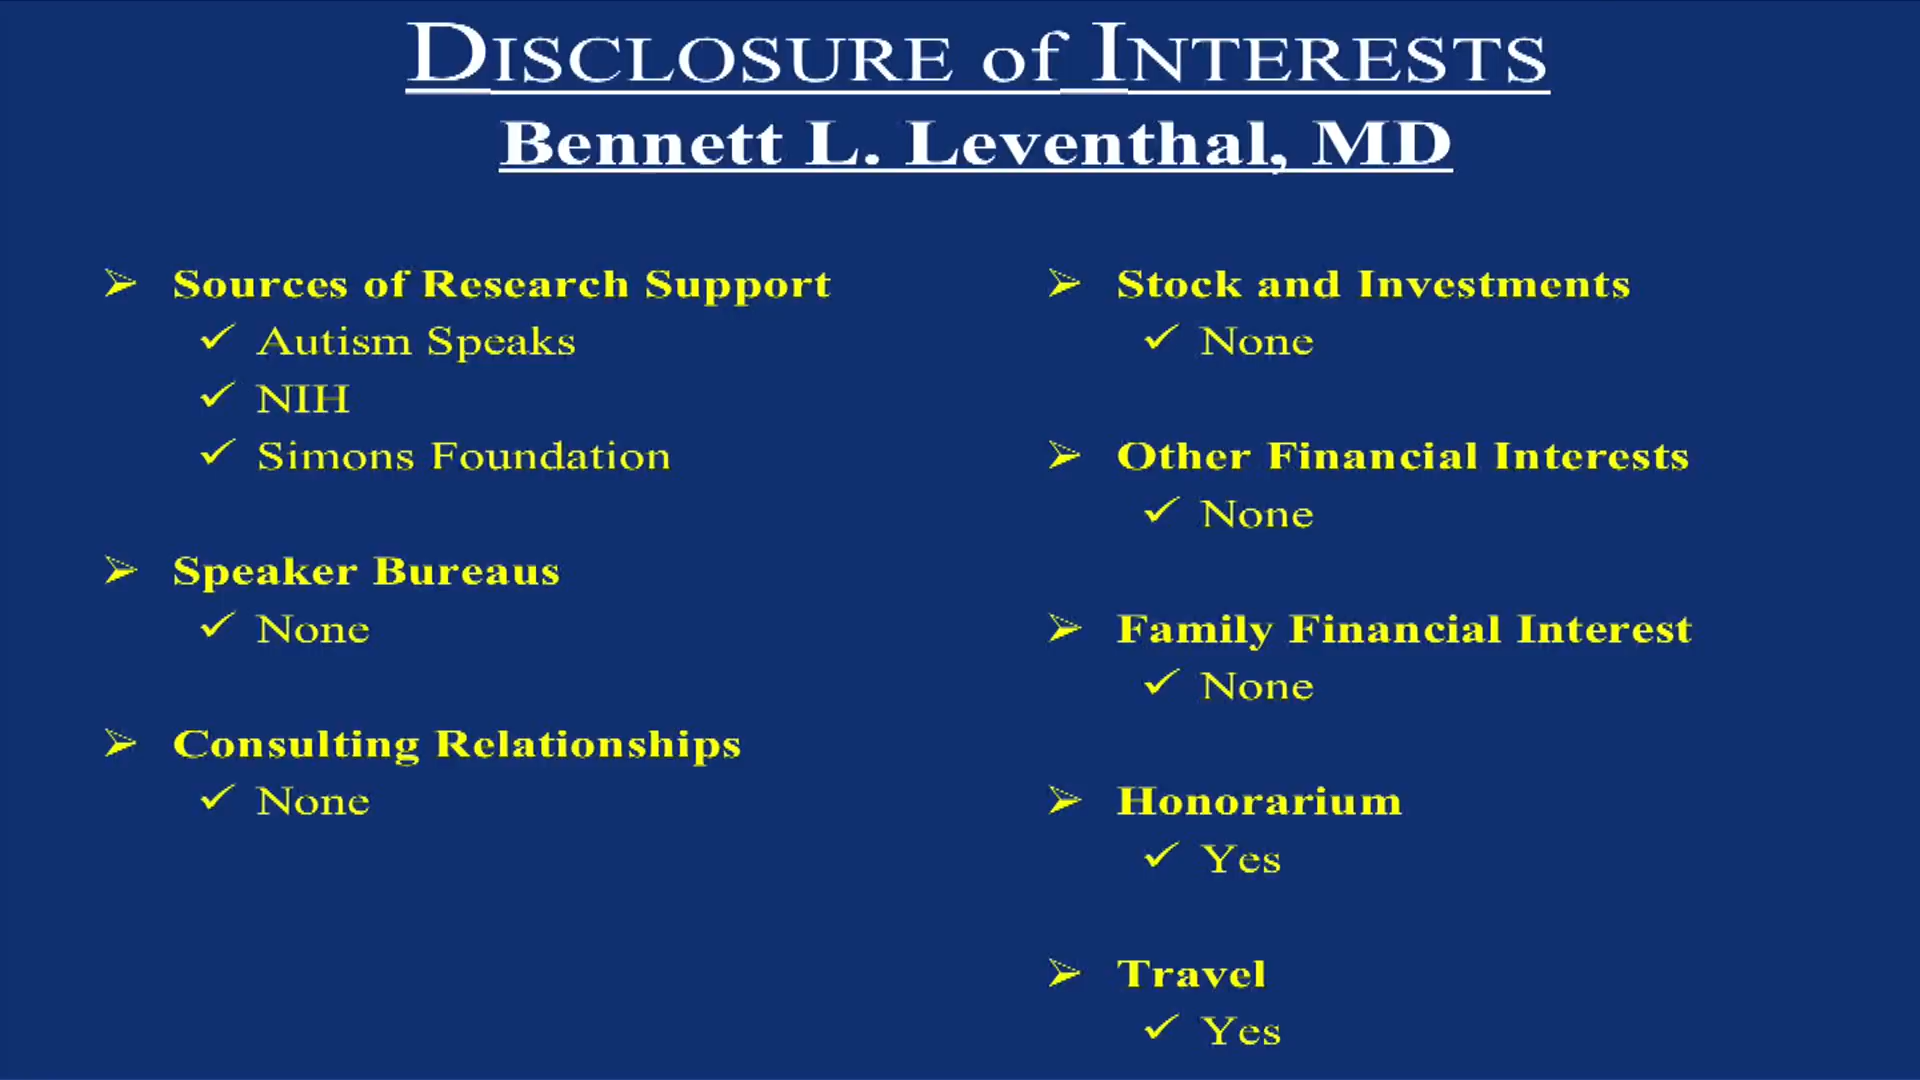 DISCLOSURE of INTERESTS
Bennett L. Leventhal, MD
Sources of Research Support
Autism Speaks
NIH
Simons Foundation
Speaker Bureaus
None
Consulting Relationships
None
Stock and Investments
None
Other Financial Interests
None
Family Financial Interest
None
Honorarium
Yes
Travel
Yes